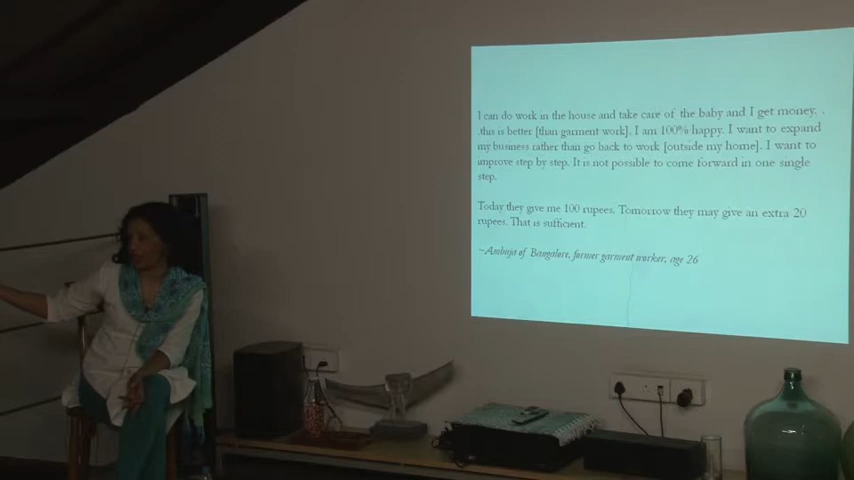 I can do work in the house and take care of the baby and I get money. .
.this is better [than garment work]. I am 100% happy. I want to expand
my business rather than go back to work [outside my home]. I want to
improve step by step. It is not possible to come forward in one single
step.
Today they give me 100 rupees. Tomorrow they may give an extra 20
rupees. That is sufficient.
~Ambuja of Bangalore, former garment worker, age 26